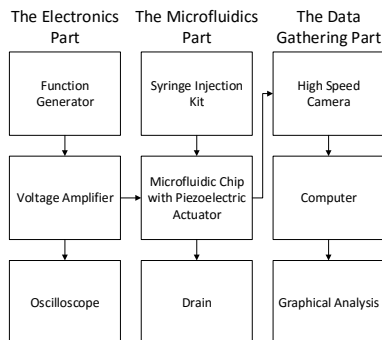 The Electronics
Part
The Microfluidics
Part
The Data
Gathering Part
Function
Generator
Syringe Injection
Kit
High Speed
Camera
Voltage Amplifier
Microfluidic Chip
with Piezoelectric
Actuator
Computer
Oscilloscope
Drain
Graphical Analysis